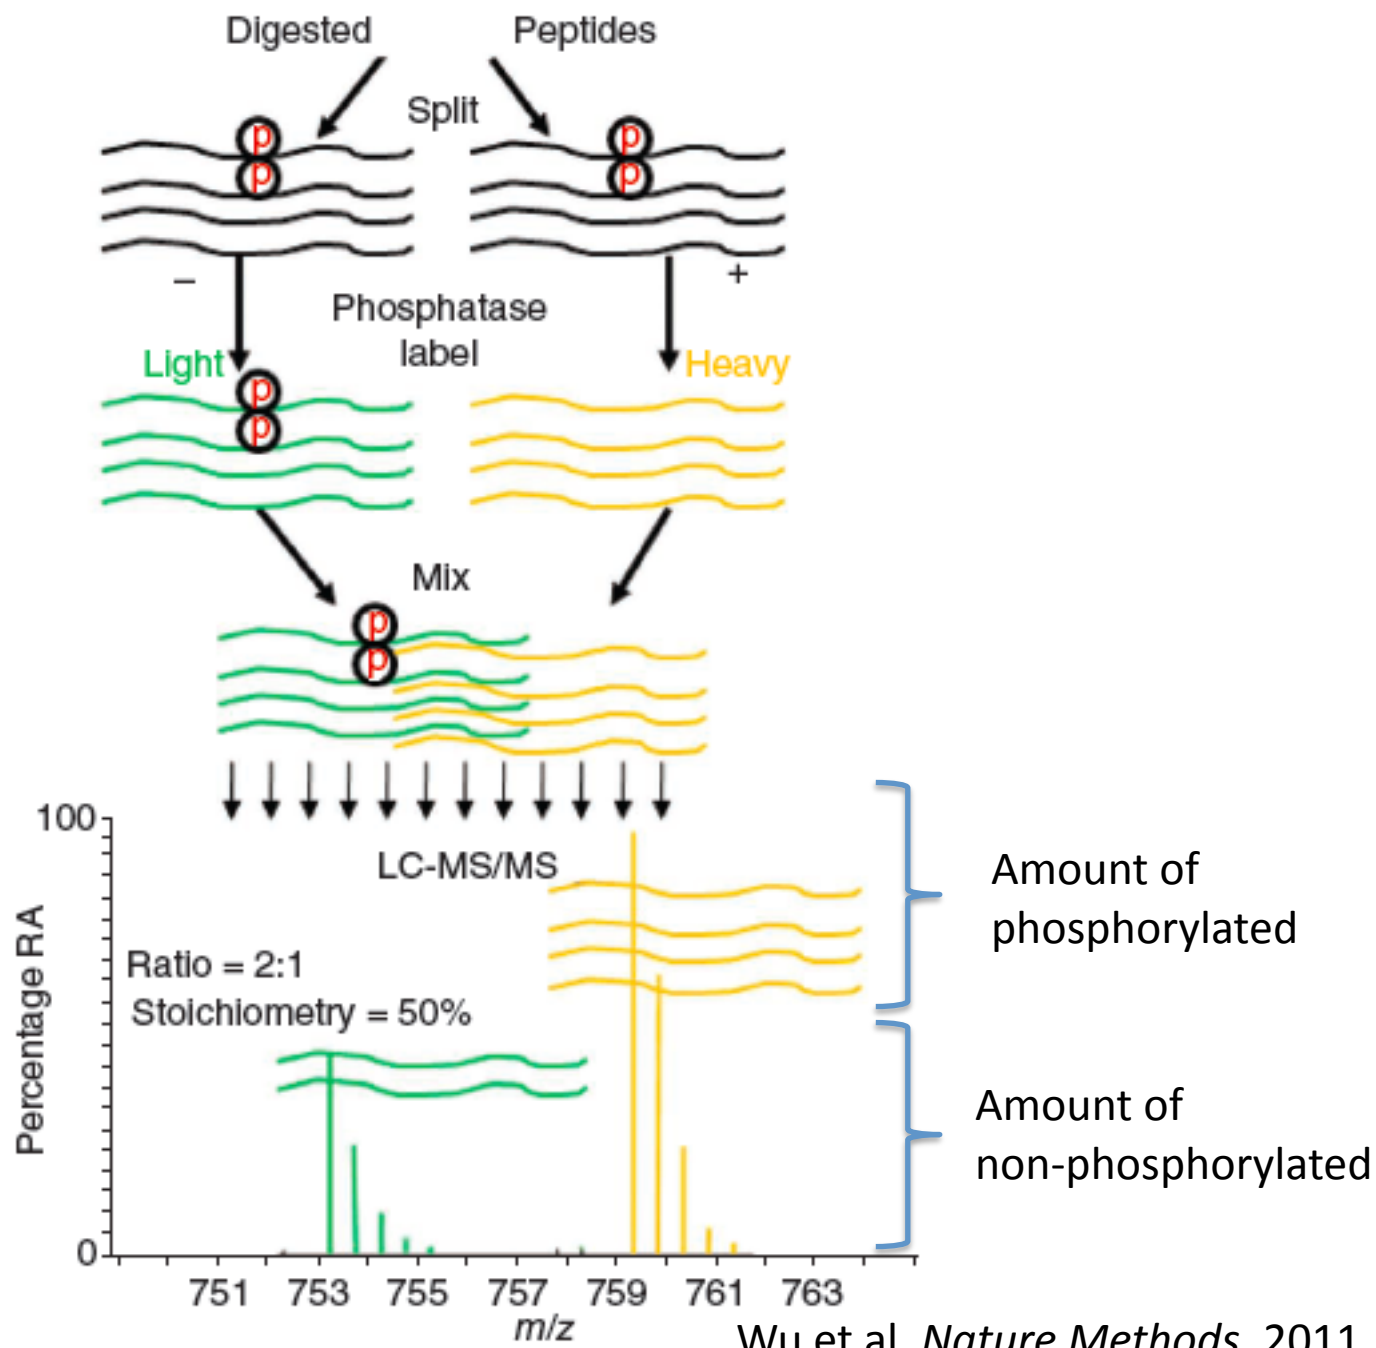 Digested Peptides
Split
p p
p p
– +
Phosphatase
label
Light Heavy
p
p
Mix
p
p
100
LC-MS/MS
Amount of
phosphorylated
Ratio = 2:1
Stoichiometry = 50%
Percentage RA
Amount of
non-phosphorylated
0
751 753 755 757 759 761 763
m/z
Wu et al. Nature Methods, 2011